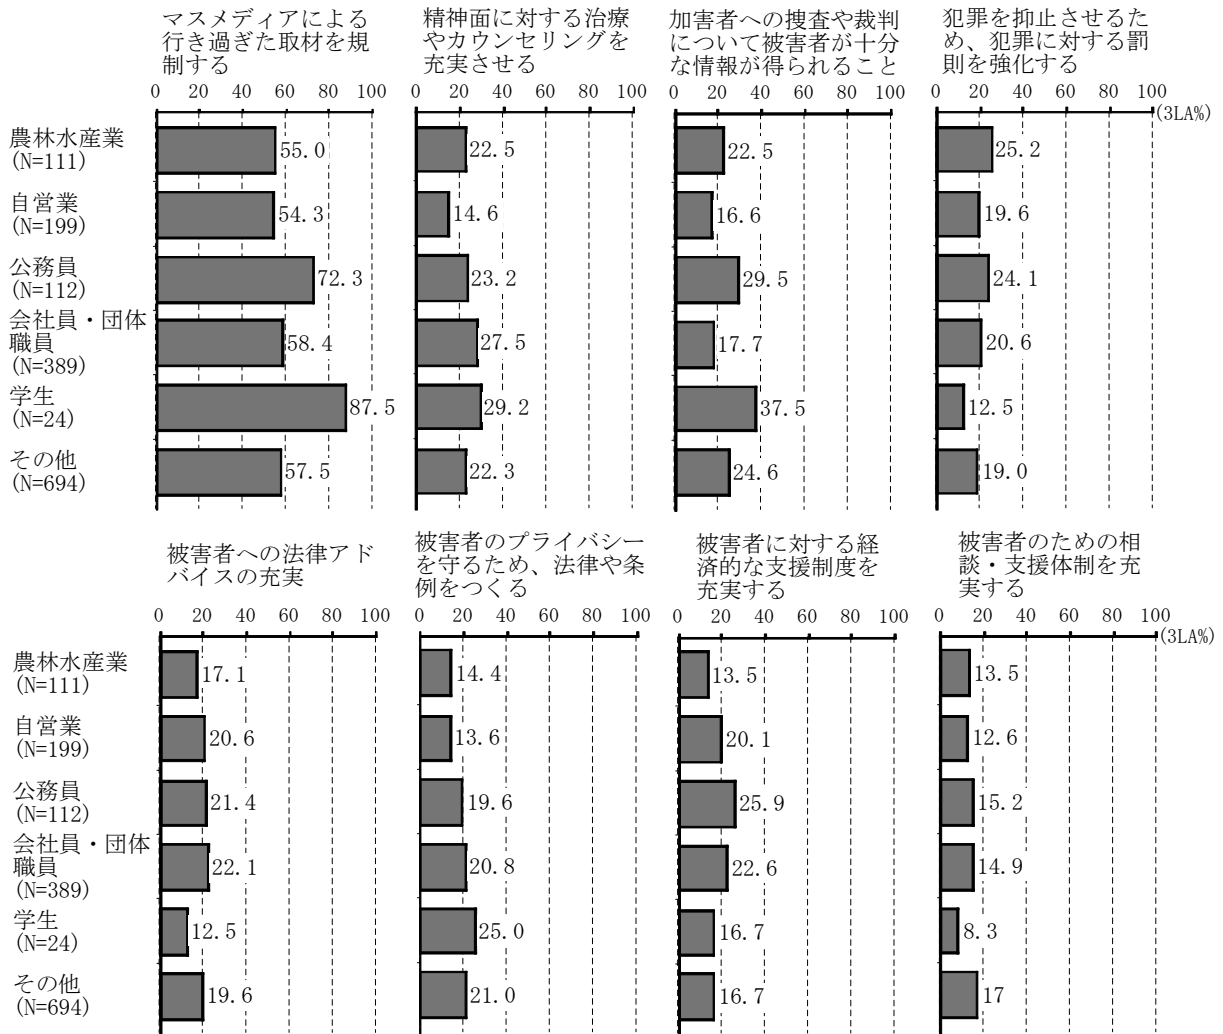 マスメディアによる
行き過ぎた取材を規
制する
精神面に対する治療
やカウンセリングを
充実させる
加害者への捜査や裁判
について被害者が十分
な情報が得られること
犯罪を抑止させるた
め、犯罪に対する罰
則を強化する
0 20 40 60 80 100
0 20 40 60 80 100
0 20 40 60 80 100
0 20 40 60 80 100
(3LA%)
農林水産業
(N=111)
55.0
22.5
22.5
25.2
自営業
(N=199)
54.3
14.6
16.6
19.6
公務員
(N=112)
72.3
23.2
29.5
24.1
会社員・団体
職員
(N=389)
58.4
27.5
17.7
20.6
学生
(N=24)
87.5
29.2
37.5
12.5
その他
(N=694)
57.5
22.3
24.6
19.0
被害者への法律アド
バイスの充実
被害者のプライバシー
を守るため、法律や条
例をつくる
被害者に対する経
済的な支援制度を
充実する
被害者のための相
談・支援体制を充
実する
0 20 40 60 80 100
0 20 40 60 80 100
0 20 40 60 80 100
0 20 40 60 80 100
(3LA%)
農林水産業
(N=111)
17.1
14.4
13.5
13.5
自営業
(N=199)
20.6
13.6
20.1
12.6
公務員
(N=112)
21.4
19.6
25.9
15.2
会社員・団体
職員
(N=389)
22.1
20.8
22.6
14.9
学生
(N=24)
12.5
25.0
16.7
8.3
その他
(N=694)
19.6
21.0
16.7
17